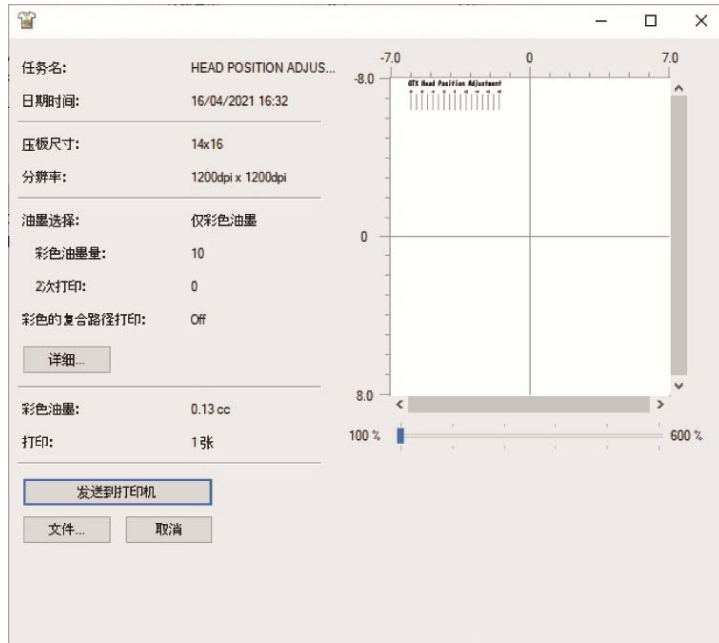 任务名: HEAD POSITION ADJUS...
日期时间: 16/04/2021 16:32
压板尺寸: 14x16
分辨率: 1200dpi x 1200dpi
油墨选择: 仅彩色油墨
彩色油墨量: 10
2次打印: 0
彩色的复合路径打印: Off
详细...
彩色油墨: 0.13 cc
打印: 1 张
发送到打印机
文件... 取消
-7.0 0 7.0
-8.0
GTX Head Position Adjustment
0
8.0
100 % 600 %